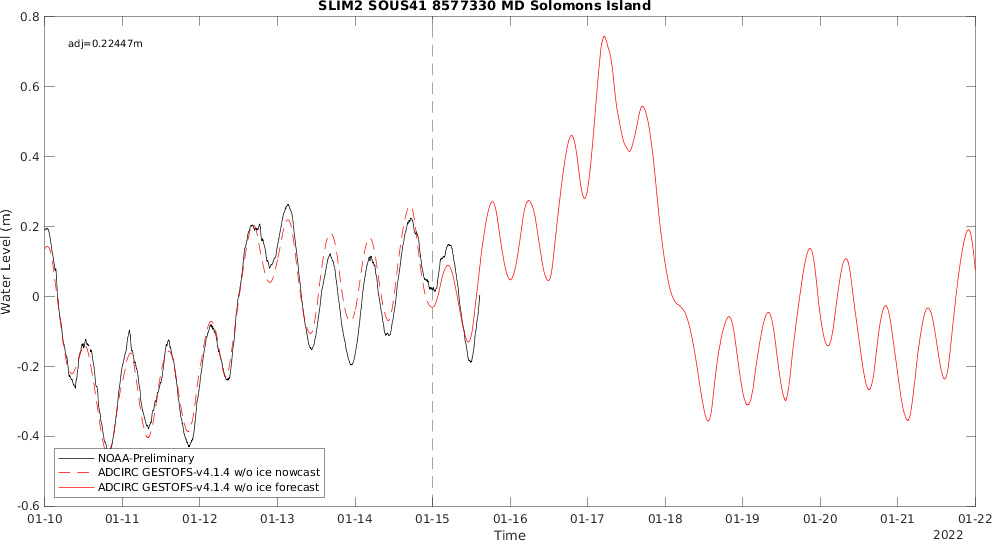 SLIM2 SOUS41 8577330 MD Solomons Island
adj=0.22447m
0.8
0.6
0.4
0.2
0
-0.2
-0.4
-0.6
Water Level (m)
NOAA-Preliminary
ADCIRC GESTOFS-v4.1.4 w/o ice nowcast
ADCIRC GESTOFS-v4.1.4 w/o ice forecast
01-10 01-11 01-12 01-13 01-14 01-15 01-16 01-17 01-18 01-19 01-20 01-21 01-22
Time
2022